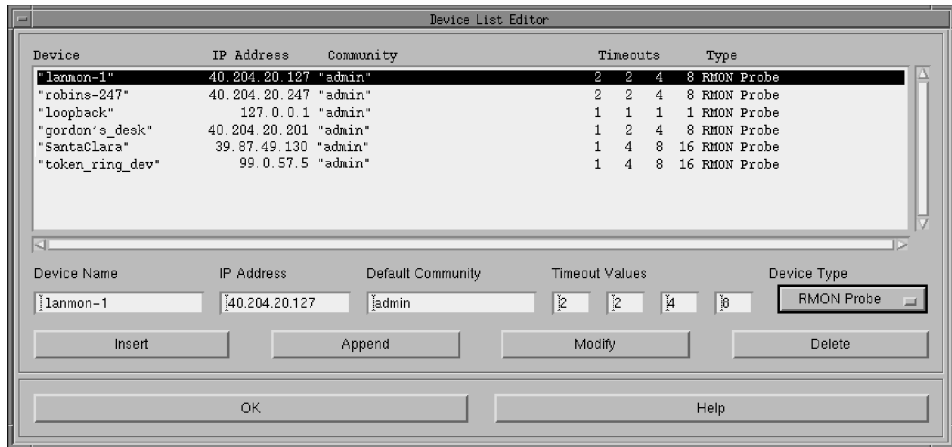 Device List Editor
Device IP Address Community Timeouts Type
"lanmon-1" 40.204.20.127 "admin" 2 2 4 8 RMON Probe
"robins-247" 40.204.20.247 "admin" 2 2 4 8 RMON Probe
"loopback" 127.0.0.1 "admin" 1 1 1 1 RMON Probe
"gordon's_desk" 40.204.20.201 "admin" 1 2 4 8 RMON Probe
"SantaClara" 39.87.49.130 "admin" 1 4 8 16 RMON Probe
"token_ring_dev" 99.0.57.5 "admin" 1 4 8 16 RMON Probe
Device Name IP Address Default Community Timeout Values Device Type
lanmon-1 40.204.20.127 admin 2 2 4 8 RMON Probe
Insert Append Modify Delete
OK Help